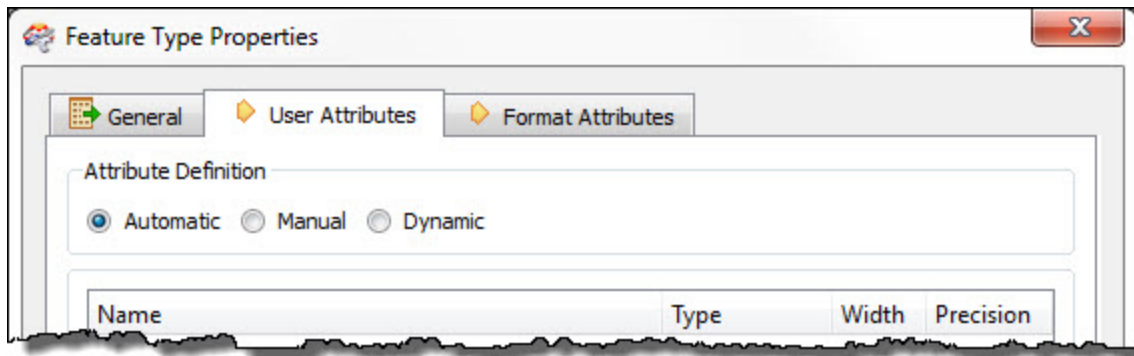 Feature Type Properties
General User Attributes Format Attributes
Attribute Definition
Automatic Manual Dynamic
Name Type Width Precision